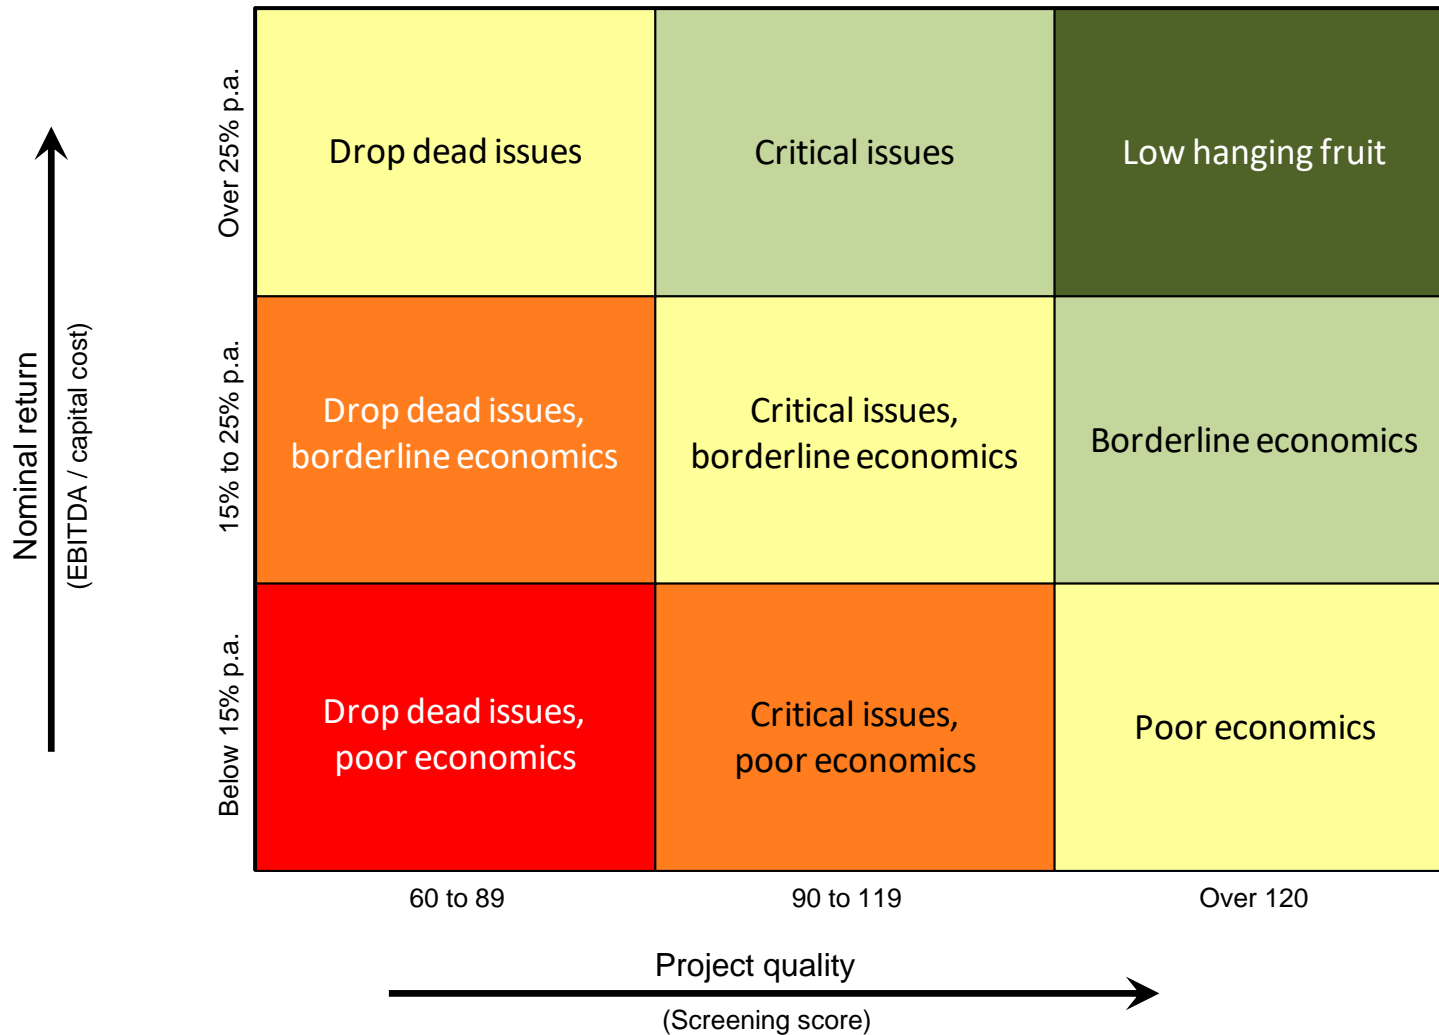 Over 25% p.a.
Drop dead issues
Critical issues
Low hanging fruit
Nominal return
(EBITDA / capital cost)
15% to 25% p.a.
Drop dead issues,
borderline economics
Critical issues,
borderline economics
Borderline economics
Below 15% p.a.
Drop dead issues,
poor economics
Critical issues,
poor economics
Poor economics
60 to 89
90 to 119
Over 120
Project quality
(Screening score)